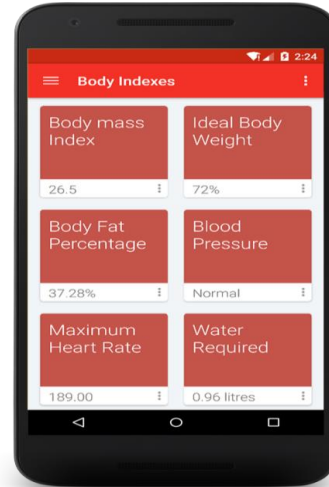 2:24
Body Indexes
Body mass
Index
26.5
Ideal Body
Weight
72%
Body Fat
Percentage
37.28%
Blood
Pressure
Normal
Maximum
Heart Rate
189.00
Water
Required
0.96 litres